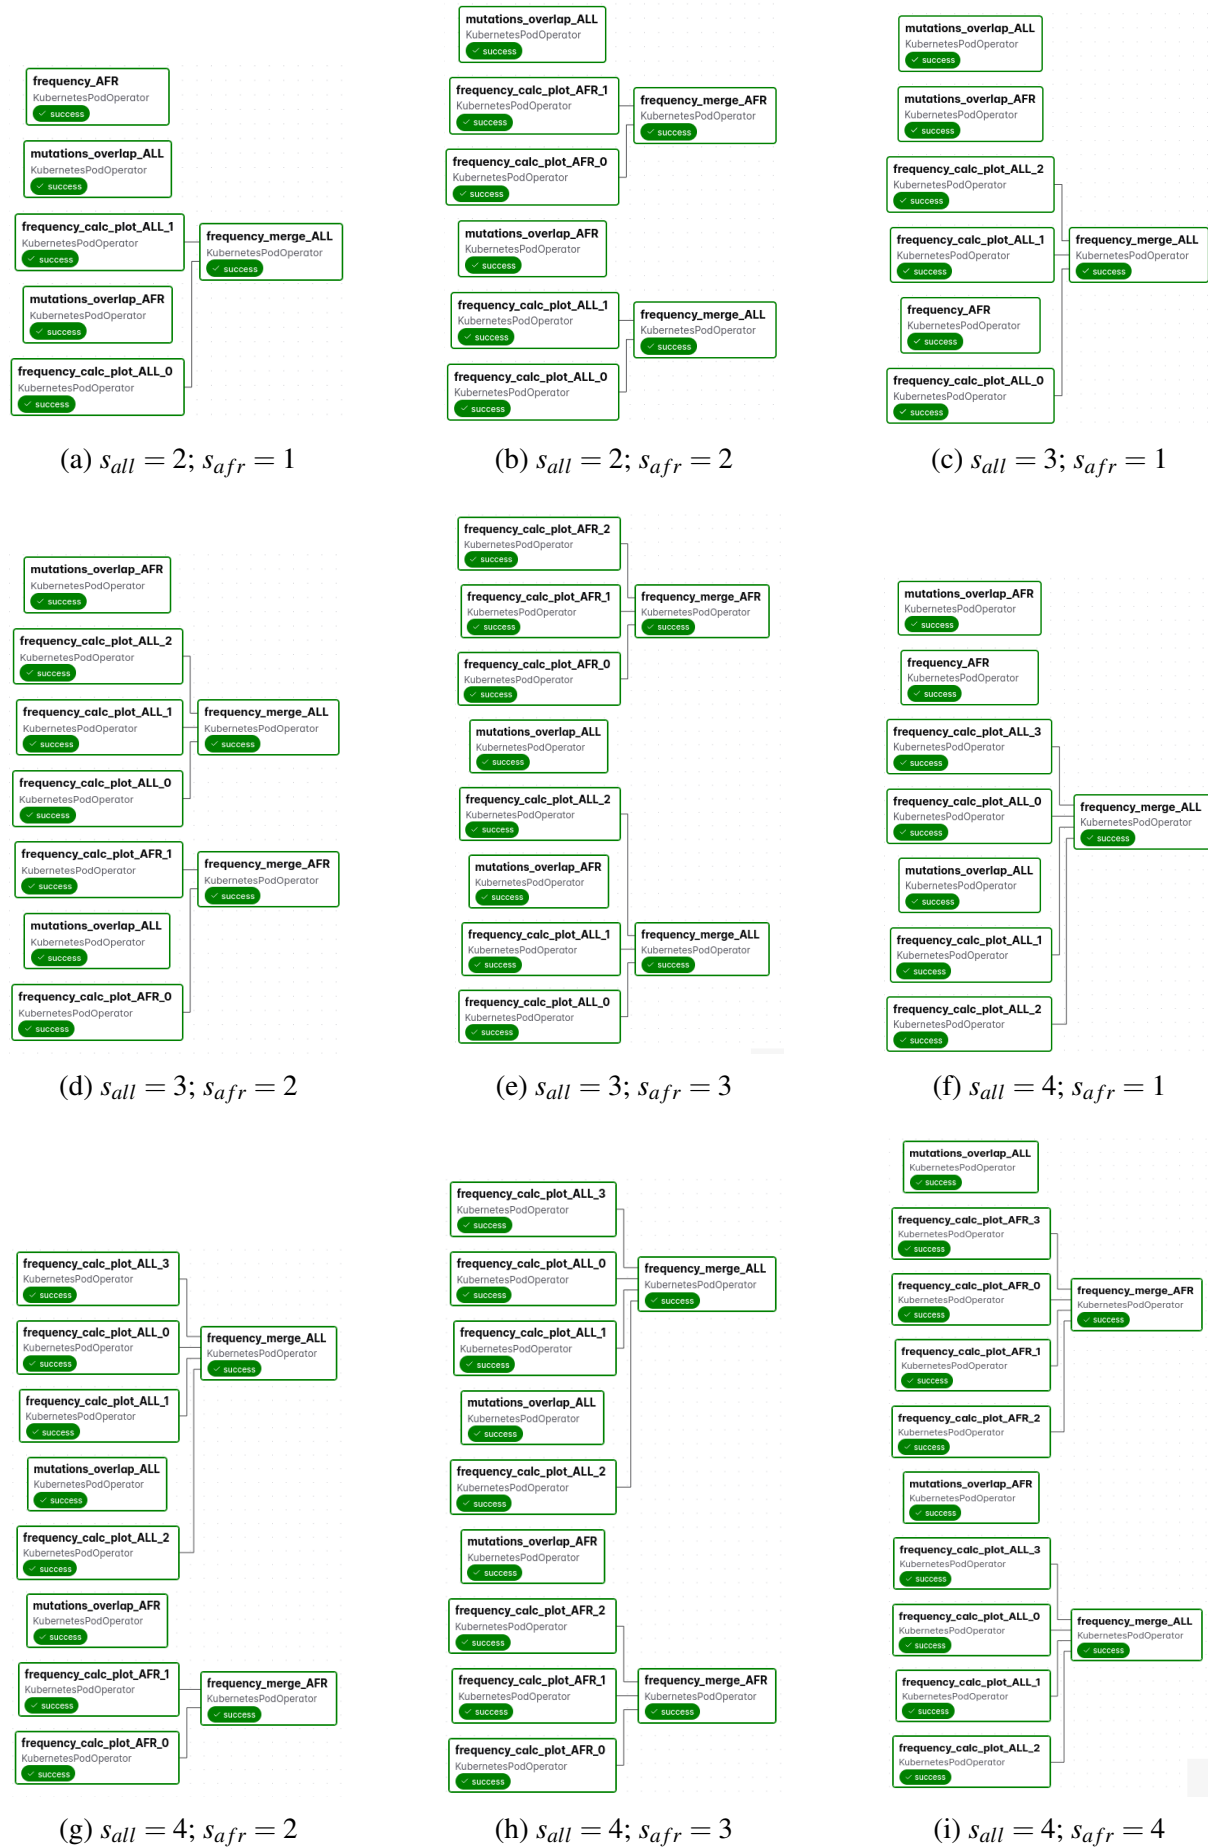 frequency_AFR
KubernetesPodOperator
✓ success
mutations_overlap_ALL
KubernetesPodOperator
✓ success
frequency_calc_plot_ALL_1
KubernetesPodOperator
✓ success
frequency_merge_ALL
KubernetesPodOperator
✓ success
mutations_overlap_AFR
KubernetesPodOperator
✓ success
frequency_calc_plot_ALL_0
KubernetesPodOperator
✓ success
(a) s_all = 2; s_afr = 1
mutations_overlap_ALL
KubernetesPodOperator
✓ success
frequency_calc_plot_AFR_1
KubernetesPodOperator
✓ success
frequency_merge_AFR
KubernetesPodOperator
✓ success
frequency_calc_plot_AFR_0
KubernetesPodOperator
✓ success
mutations_overlap_AFR
KubernetesPodOperator
✓ success
frequency_calc_plot_ALL_1
KubernetesPodOperator
✓ success
frequency_merge_ALL
KubernetesPodOperator
✓ success
frequency_calc_plot_ALL_0
KubernetesPodOperator
✓ success
(b) s_all = 2; s_afr = 2
mutations_overlap_ALL
KubernetesPodOperator
✓ success
mutations_overlap_AFR
KubernetesPodOperator
✓ success
frequency_calc_plot_ALL_2
KubernetesPodOperator
✓ success
frequency_calc_plot_ALL_1
KubernetesPodOperator
✓ success
frequency_merge_ALL
KubernetesPodOperator
✓ success
frequency_AFR
KubernetesPodOperator
✓ success
frequency_calc_plot_ALL_0
KubernetesPodOperator
✓ success
(c) s_all = 3; s_afr = 1
mutations_overlap_AFR
KubernetesPodOperator
✓ success
frequency_calc_plot_ALL_2
KubernetesPodOperator
✓ success
frequency_calc_plot_ALL_1
KubernetesPodOperator
✓ success
frequency_merge_ALL
KubernetesPodOperator
✓ success
frequency_calc_plot_ALL_0
KubernetesPodOperator
✓ success
frequency_calc_plot_AFR_1
KubernetesPodOperator
✓ success
frequency_merge_AFR
KubernetesPodOperator
✓ success
mutations_overlap_ALL
KubernetesPodOperator
✓ success
frequency_calc_plot_AFR_0
KubernetesPodOperator
✓ success
(d) s_all = 3; s_afr = 2
frequency_calc_plot_AFR_2
KubernetesPodOperator
✓ success
frequency_calc_plot_AFR_1
KubernetesPodOperator
✓ success
frequency_merge_AFR
KubernetesPodOperator
✓ success
frequency_calc_plot_AFR_0
KubernetesPodOperator
✓ success
mutations_overlap_ALL
KubernetesPodOperator
✓ success
frequency_calc_plot_ALL_2
KubernetesPodOperator
✓ success
mutations_overlap_AFR
KubernetesPodOperator
✓ success
frequency_calc_plot_ALL_1
KubernetesPodOperator
✓ success
frequency_merge_ALL
KubernetesPodOperator
✓ success
frequency_calc_plot_ALL_0
KubernetesPodOperator
✓ success
(e) s_all = 3; s_afr = 3
mutations_overlap_AFR
KubernetesPodOperator
✓ success
frequency_AFR
KubernetesPodOperator
✓ success
frequency_calc_plot_ALL_3
KubernetesPodOperator
✓ success
frequency_calc_plot_ALL_0
KubernetesPodOperator
✓ success
frequency_merge_ALL
KubernetesPodOperator
✓ success
mutations_overlap_ALL
KubernetesPodOperator
✓ success
frequency_calc_plot_ALL_1
KubernetesPodOperator
✓ success
frequency_calc_plot_ALL_2
KubernetesPodOperator
✓ success
(f) s_all = 4; s_afr = 1
frequency_calc_plot_ALL_3
KubernetesPodOperator
✓ success
frequency_calc_plot_ALL_0
KubernetesPodOperator
✓ success
frequency_merge_ALL
KubernetesPodOperator
✓ success
frequency_calc_plot_ALL_1
KubernetesPodOperator
✓ success
mutations_overlap_ALL
KubernetesPodOperator
✓ success
frequency_calc_plot_ALL_2
KubernetesPodOperator
✓ success
mutations_overlap_AFR
KubernetesPodOperator
✓ success
frequency_calc_plot_AFR_1
KubernetesPodOperator
✓ success
frequency_merge_AFR
KubernetesPodOperator
✓ success
frequency_calc_plot_AFR_0
KubernetesPodOperator
✓ success
(g) s_all = 4; s_afr = 2
frequency_calc_plot_ALL_3
KubernetesPodOperator
✓ success
frequency_calc_plot_ALL_0
KubernetesPodOperator
✓ success
frequency_merge_ALL
KubernetesPodOperator
✓ success
frequency_calc_plot_ALL_1
KubernetesPodOperator
✓ success
mutations_overlap_ALL
KubernetesPodOperator
✓ success
frequency_calc_plot_ALL_2
KubernetesPodOperator
✓ success
mutations_overlap_AFR
KubernetesPodOperator
✓ success
frequency_calc_plot_AFR_2
KubernetesPodOperator
✓ success
frequency_calc_plot_AFR_1
KubernetesPodOperator
✓ success
frequency_merge_AFR
KubernetesPodOperator
✓ success
frequency_calc_plot_AFR_0
KubernetesPodOperator
✓ success
(h) s_all = 4; s_afr = 3
mutations_overlap_ALL
KubernetesPodOperator
✓ success
frequency_calc_plot_AFR_3
KubernetesPodOperator
✓ success
frequency_calc_plot_AFR_0
KubernetesPodOperator
✓ success
frequency_merge_AFR
KubernetesPodOperator
✓ success
frequency_calc_plot_AFR_1
KubernetesPodOperator
✓ success
frequency_calc_plot_AFR_2
KubernetesPodOperator
✓ success
mutations_overlap_AFR
KubernetesPodOperator
✓ success
frequency_calc_plot_ALL_3
KubernetesPodOperator
✓ success
frequency_calc_plot_ALL_0
KubernetesPodOperator
✓ success
frequency_merge_ALL
KubernetesPodOperator
✓ success
frequency_calc_plot_ALL_1
KubernetesPodOperator
✓ success
frequency_calc_plot_ALL_2
KubernetesPodOperator
✓ success
(i) s_all = 4; s_afr = 4